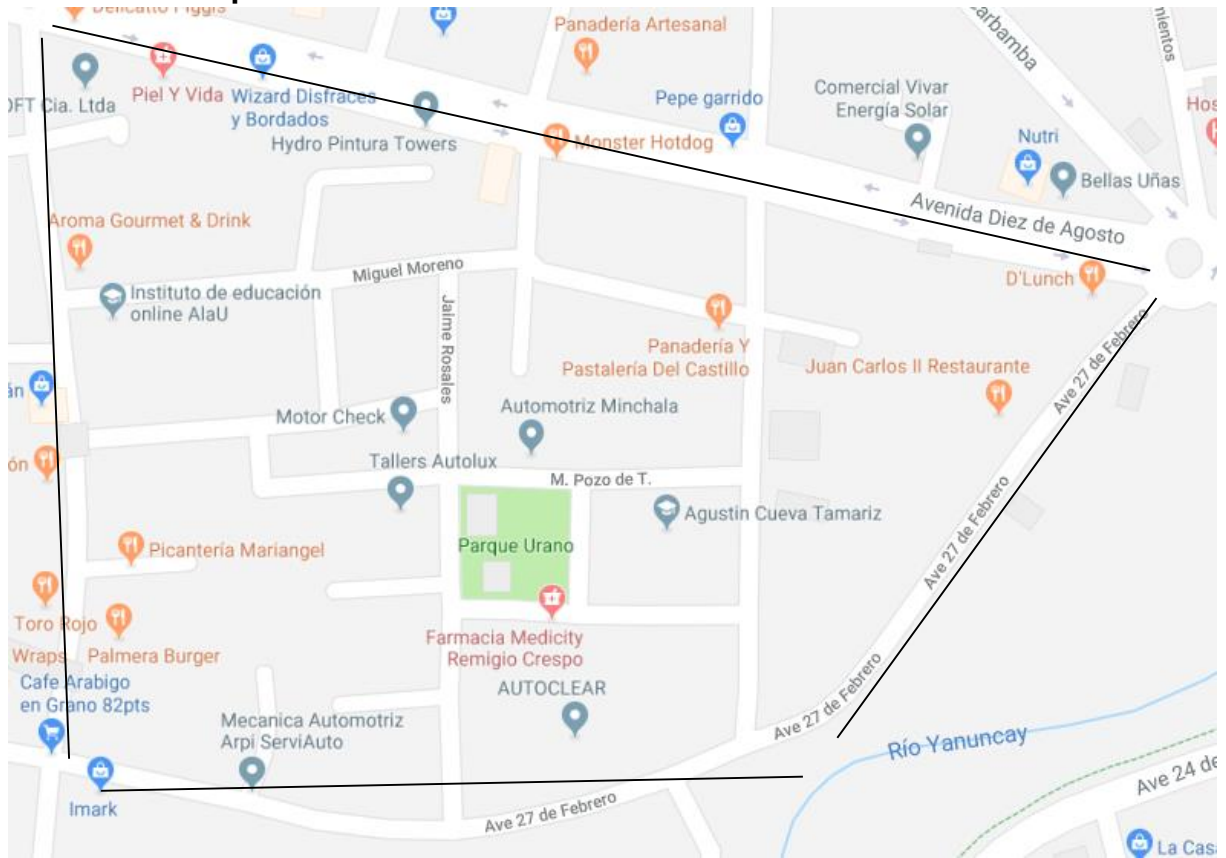 Delicatto Piggis
Panadería Artesanal
Piel Y Vida
Wizard Disfraces
y Bordados
Hydro Pintura Towers
Cia. Ltda
Pepe garrido
Monster Hotdog
Comercial Vivar
Energía Solar
Nutri
Bellas Uñas
Avenida Diez de Agosto
D'Lunch
Aroma Gourmet & Drink
Miguel Moreno
Instituto de educación
online AlaU
Jaime Rosales
Panadería Y
Pastalería Del Castillo
Juan Carlos II Restaurante
Ave 27 de Febrero
Motor Check
Automotriz Minchala
Tallers Autolux
M. Pozo de T.
Agustin Cueva Tamariz
Ave 27 de Febrero
Picantería Mariangel
Parque Urano
Toro Rojo
Wraps
Palmera Burger
Farmacia Medicity
Remigio Crespo
Cafe Arabigo
en Grano 82pts
AUTOCLEAR
Mecanica Automotriz
Arpi ServiAuto
Ave 27 de Febrero
Río Yanuncay
Imark
Ave 27 de Febrero
Ave 24 de
La Casa